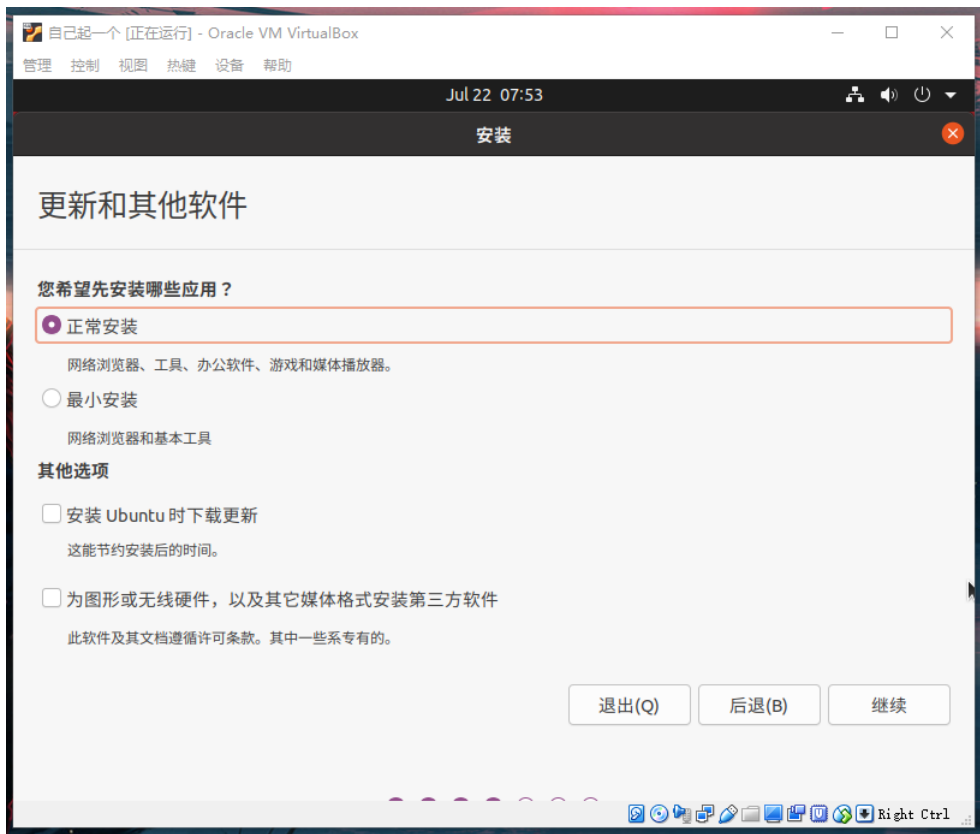 自己起一个 [正在运行] - Oracle VM VirtualBox
管理 控制 视图 热键 设备 帮助
Jul 22 07:53
安装
更新和其他软件
您希望先安装哪些应用？
正常安装
网络浏览器、工具、办公软件、游戏和媒体播放器。
最小安装
网络浏览器和基本工具
其他选项
安装 Ubuntu 时下载更新
这能节约安装后的时间。
为图形或无线硬件，以及其它媒体格式安装第三方软件
此软件及其文档遵循许可条款。其中一些系专有的。
退出(Q) 后退(B) 继续
Right Ctrl